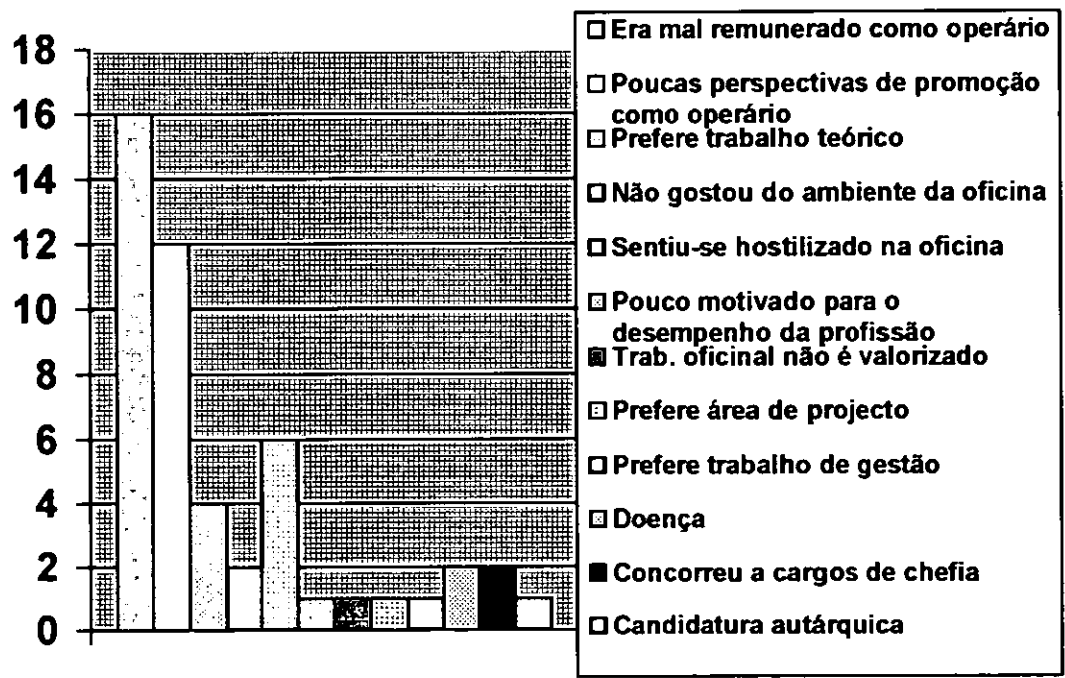 18
16
14
12
10
8
6
4
2
0
Era mal remunerado como operário
Poucas perspectivas de promoção
como operário
Prefere trabalho teórico
Não gostou do ambiente da oficina
Sentiu-se hostilizado na oficina
Pouco motivado para o
desempenho da profissão
Trab. oficinal não é valorizado
Prefere área de projecto
Prefere trabalho de gestão
Doença
Concorreu a cargos de chefia
Candidatura autárquica